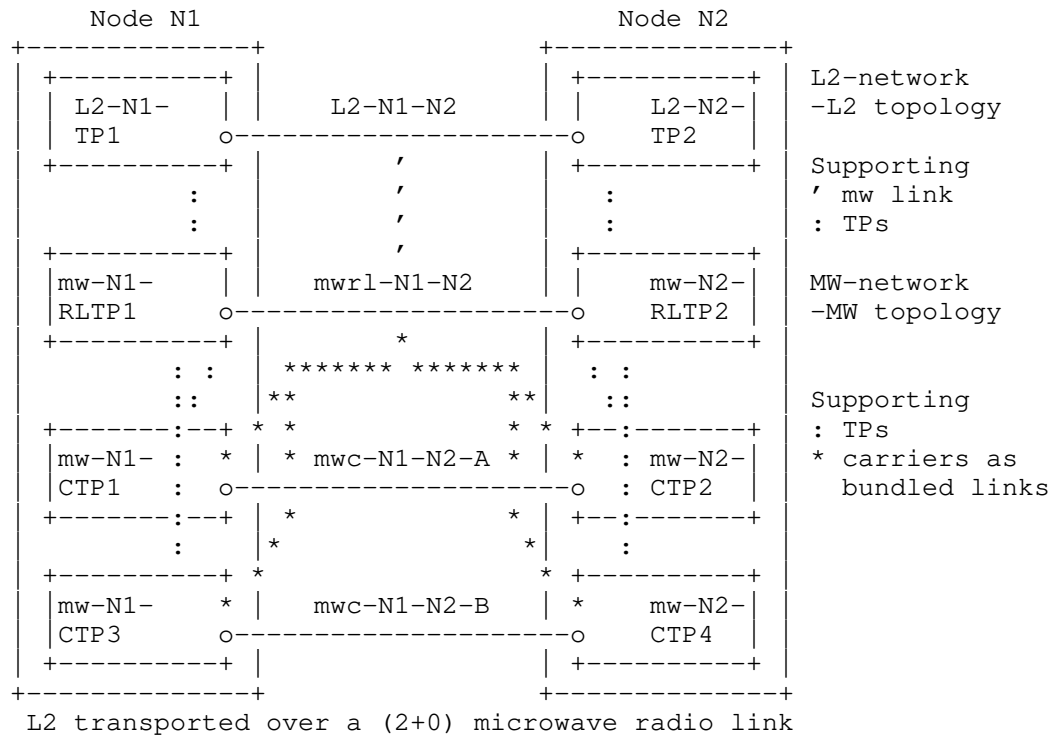 Node N1 Node N2
L2-network
L2-N1- L2-N1-N2 L2-N2- -L2 topology
TP1 TP2
Supporting
' mw link
: TPs
mw-N1- mwrl-N1-N2 mw-N2- MW-network
RLTP1 RLTP2 -MW topology
Supporting
: TPs
mw-N1- mwc-N1-N2-A mw-N2- * carriers as
CTP1 CTP2 bundled links
mw-N1- mwc-N1-N2-B mw-N2-
CTP3 CTP4
L2 transported over a (2+0) microwave radio link